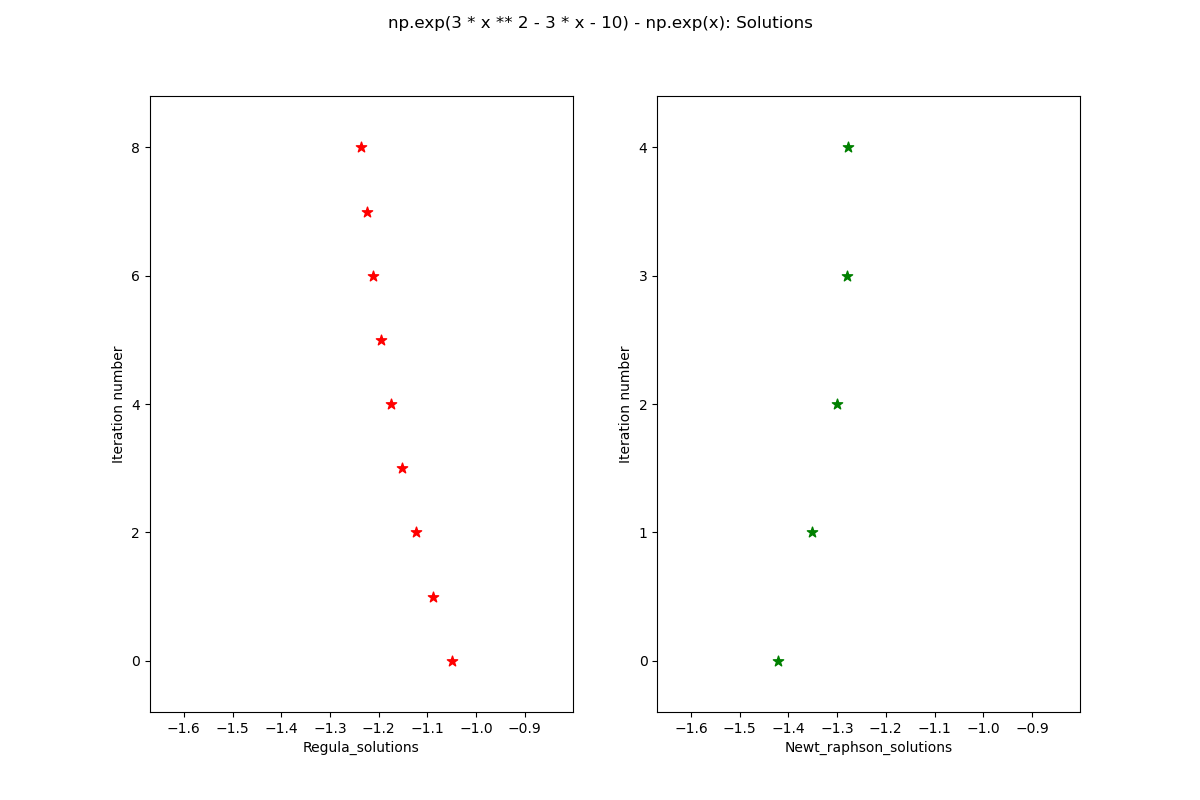 np.exp(3 * x ** 2 - 3 * x - 10) - np.exp(x): Solutions
8
6
4
2
0
Iteration number
−1.6 −1.5 −1.4 −1.3 −1.2 −1.1 −1.0 −0.9
Regula_solutions
4
3
2
1
0
Iteration number
−1.6 −1.5 −1.4 −1.3 −1.2 −1.1 −1.0 −0.9
Newt_raphson_solutions